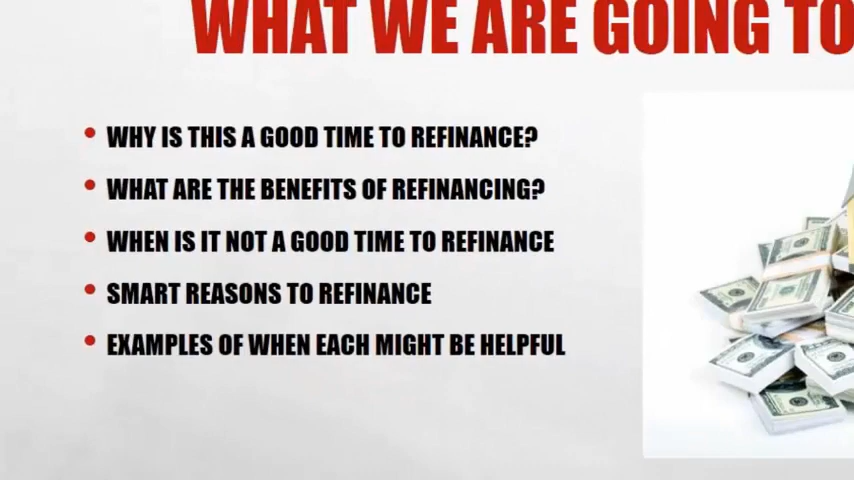 WHAT WE ARE GOING TO
WHY IS THIS A GOOD TIME TO REFINANCE?
WHAT ARE THE BENEFITS OF REFINANCING?
WHEN IS IT NOT A GOOD TIME TO REFINANCE
SMART REASONS TO REFINANCE
EXAMPLES OF WHEN EACH MIGHT BE HELPFUL